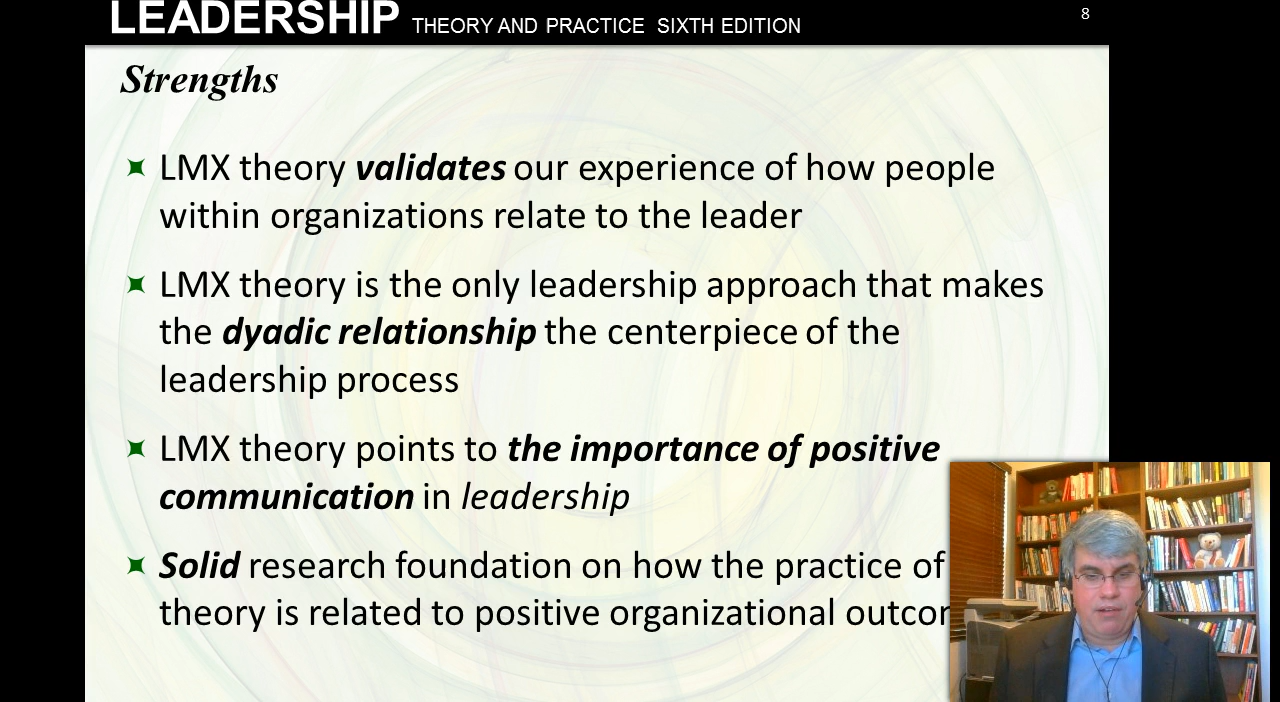 LEADERSHIP THEORY AND PRACTICE SIXTH EDITION
8
Strengths
LMX theory validates our experience of how people
within organizations relate to the leader
LMX theory is the only leadership approach that makes
the dyadic relationship the centerpiece of the
leadership process
LMX theory points to the importance of positive
communication in leadership
Solid research foundation on how the practice of
theory is related to positive organizational